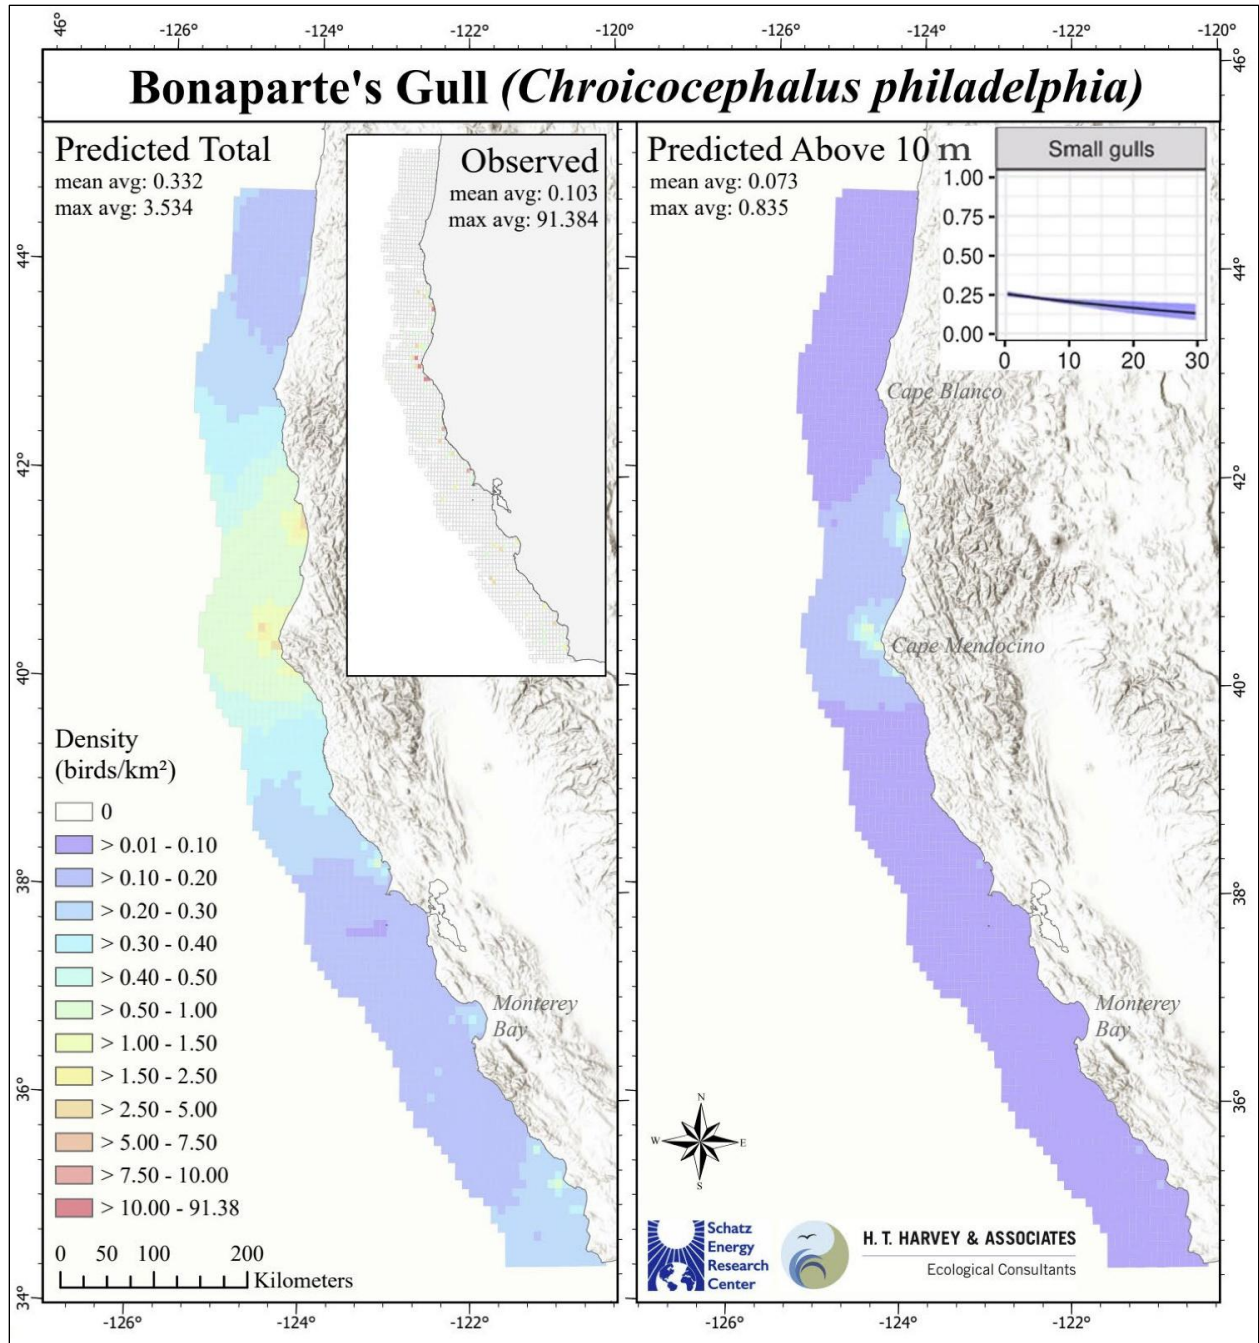 46°
-126°
-124°
-122°
-120°
-126°
-124°
-122°
-120°
46°
Bonaparte's Gull (Chroicocephalus philadelphia)
Predicted Total
mean avg: 0.332
max avg: 3.534
Observed
mean avg: 0.103
max avg: 91.384
Predicted Above 10 m
mean avg: 0.073
max avg: 0.835
Small gulls
1.00
0.75
0.50
0.25
0.00
0
10
20
30
44°
44°
42°
42°
40°
40°
38°
38°
36°
36°
34°
Cape Blanco
Cape Mendocino
Monterey
Bay
Monterey
Bay
Density
(birds/km²)
0
> 0.01 - 0.10
> 0.10 - 0.20
> 0.20 - 0.30
> 0.30 - 0.40
> 0.40 - 0.50
> 0.50 - 1.00
> 1.00 - 1.50
> 1.50 - 2.50
> 2.50 - 5.00
> 5.00 - 7.50
> 7.50 - 10.00
> 10.00 - 91.38
0 50 100 200
Kilometers
N
W
E
S
Schatz
Energy
Research
Center
H. T. HARVEY & ASSOCIATES
Ecological Consultants
-126°
-124°
-122°
-126°
-124°
-122°